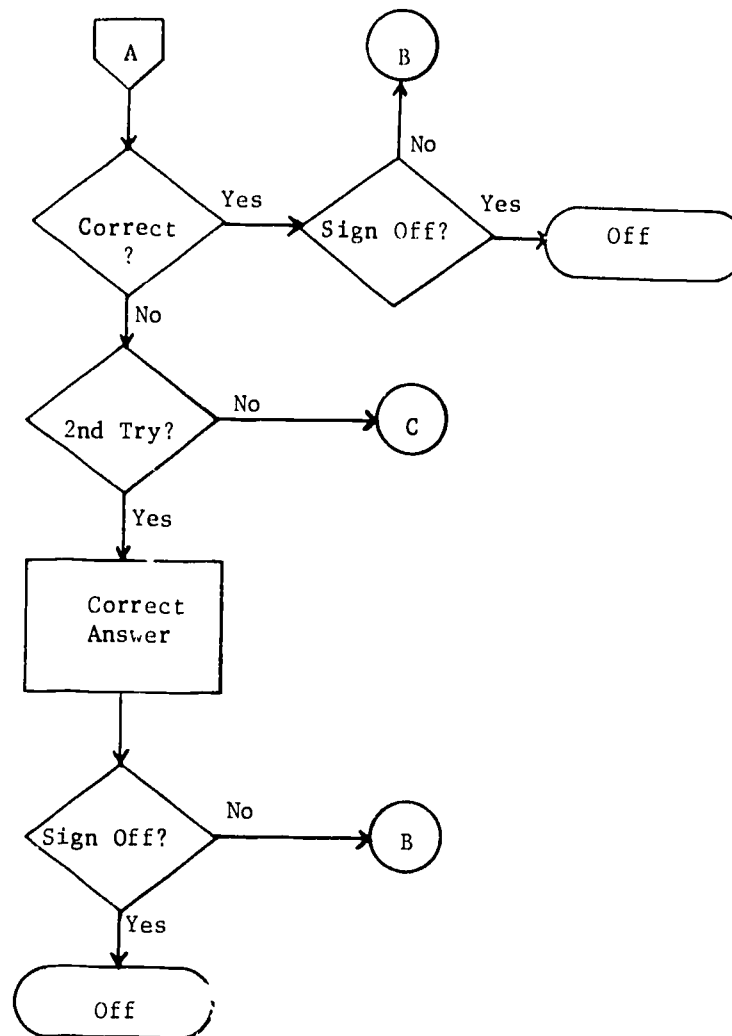 A
B
No
Yes
Yes
Correct
?
Sign Off?
Off
No
2nd Try?
No
C
Yes
Correct
Answer
Sign Off?
No
B
Yes
Off